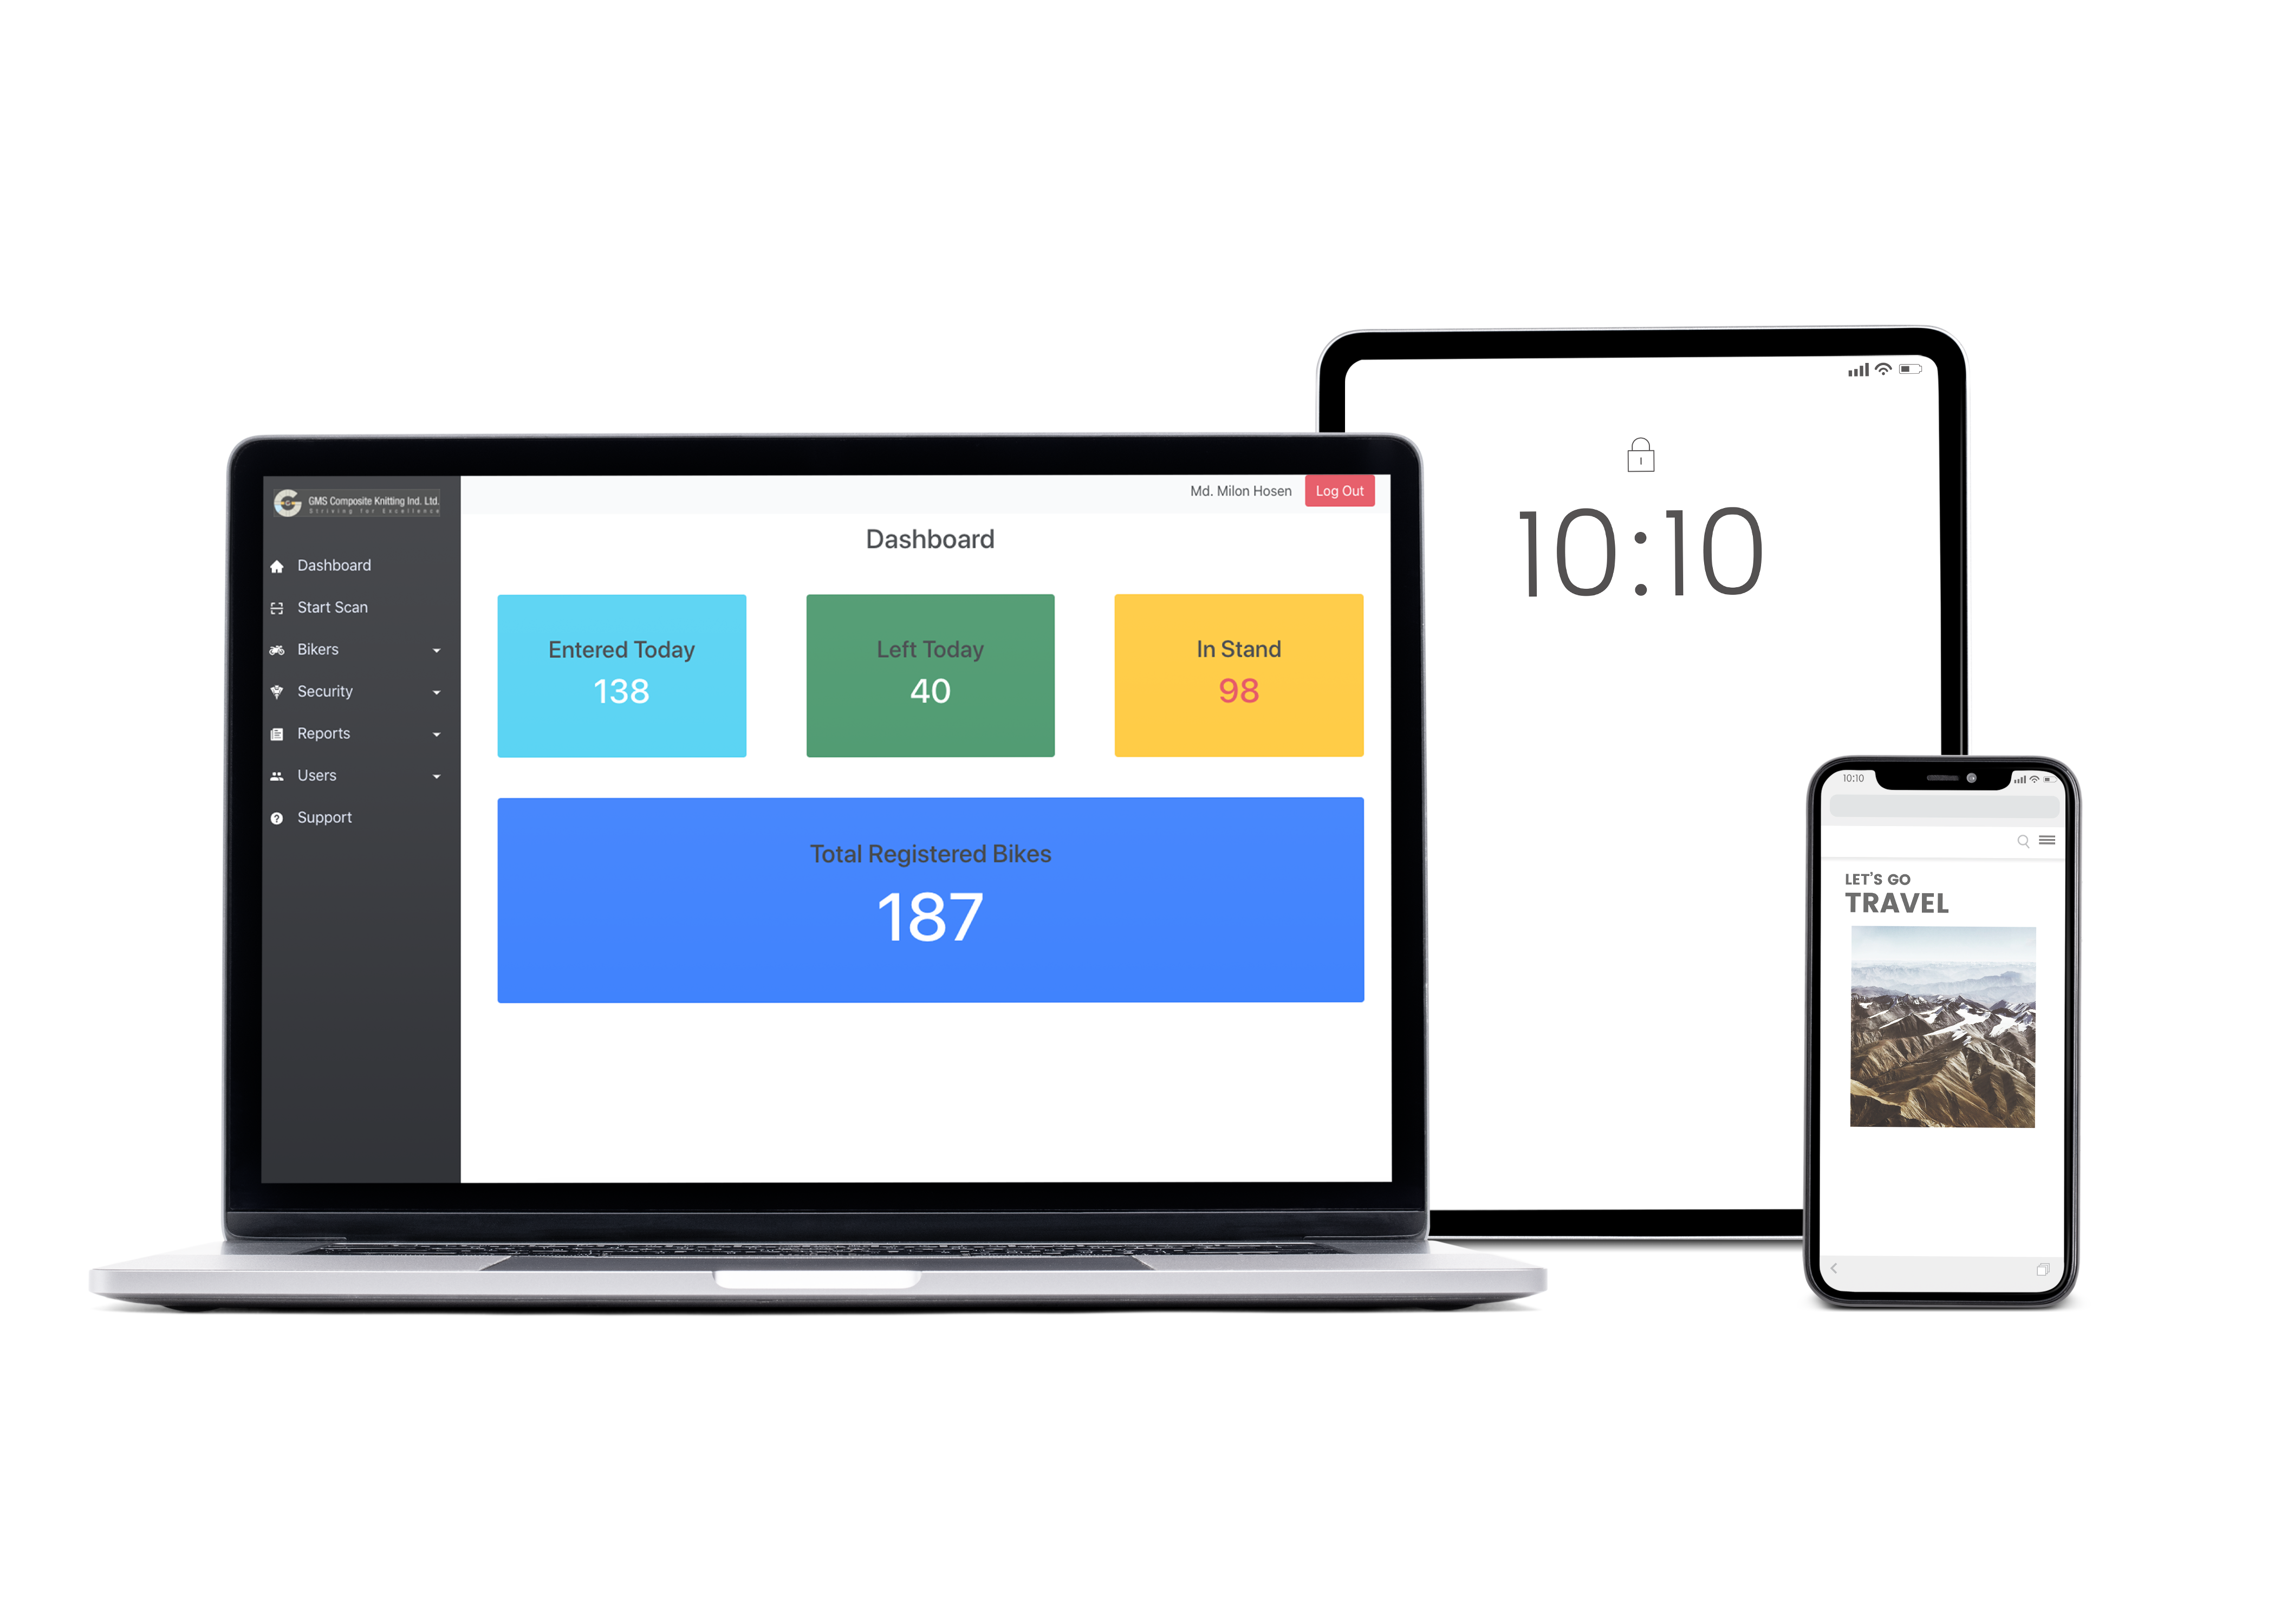 GMS Composite Knitting Ind. Ltd.
Striving for Excellence
Dashboard
Start Scan
Bikers
Security
Reports
Users
Support
Md. Milon Hosen
Log Out
Dashboard
Entered Today
138
Left Today
40
In Stand
98
Total Registered Bikes
187
10:10
10:10
LET'S GO
TRAVEL